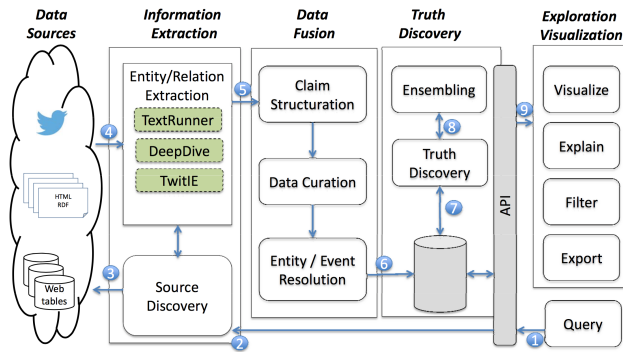 Data
Sources
Information
Extraction
Data
Fusion
Truth
Discovery
Exploration
Visualization
HTML
RDF
Web
tables
4
3
Entity/Relation
Extraction
TextRunner
DeepDive
TwitIE
Source
Discovery
2
5
Claim
Structuration
Data Curation
Entity / Event
Resolution
6
Ensembling
8
Truth
Discovery
7
API
9
Visualize
Explain
Filter
Export
1
Query